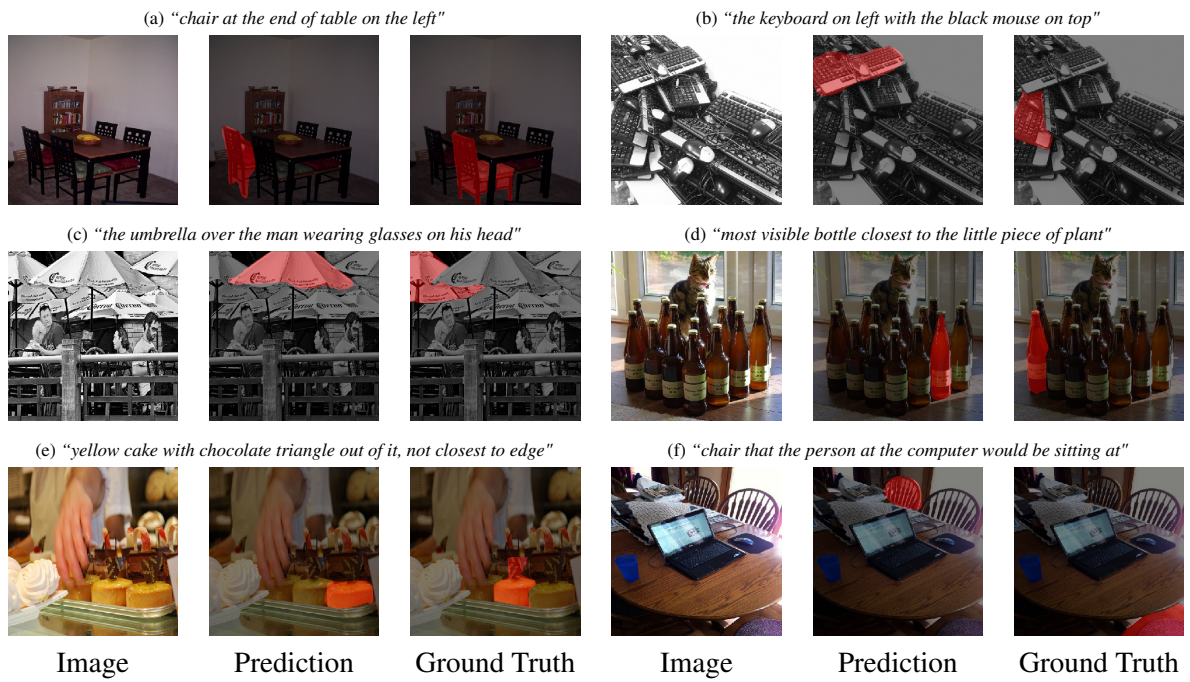 (a) “chair at the end of table on the left"
(b) “the keyboard on left with the black mouse on top"
(c) “the umbrella over the man wearing glasses on his head"
(d) “most visible bottle closest to the little piece of plant"
(e) “yellow cake with chocolate triangle out of it, not closest to edge"
(f) “chair that the person at the computer would be sitting at"
Image Prediction Ground Truth Image Prediction Ground Truth